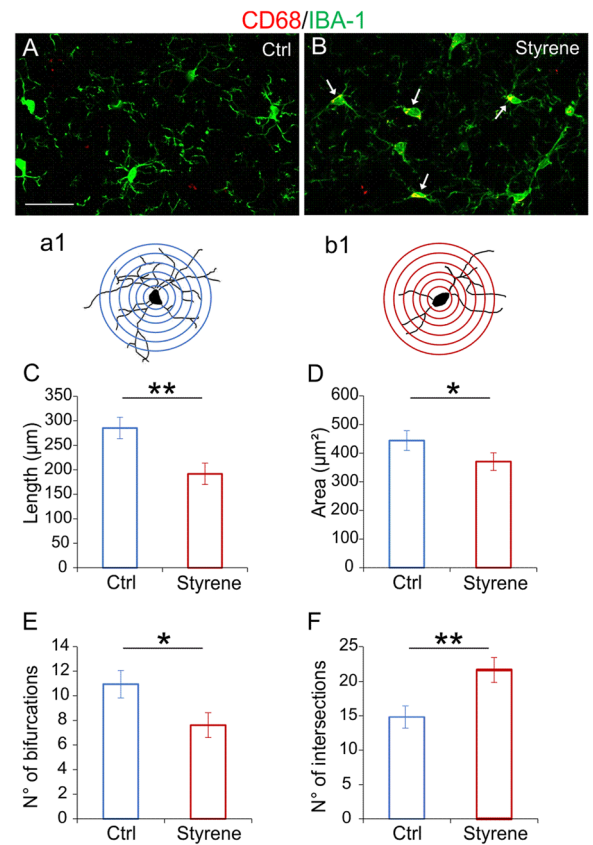 CD68/IBA-1
A
Ctrl
B
Styrene
a1
b1
C
**
Length (µm)
350
300
250
200
150
100
50
0
Ctrl
Styrene
D
*
Area (µm²)
600
500
400
300
200
100
0
Ctrl
Styrene
E
*
N° of bifurcations
14
12
10
8
6
4
2
0
Ctrl
Styrene
F
**
N° of intersections
25
20
15
10
5
0
Ctrl
Styrene